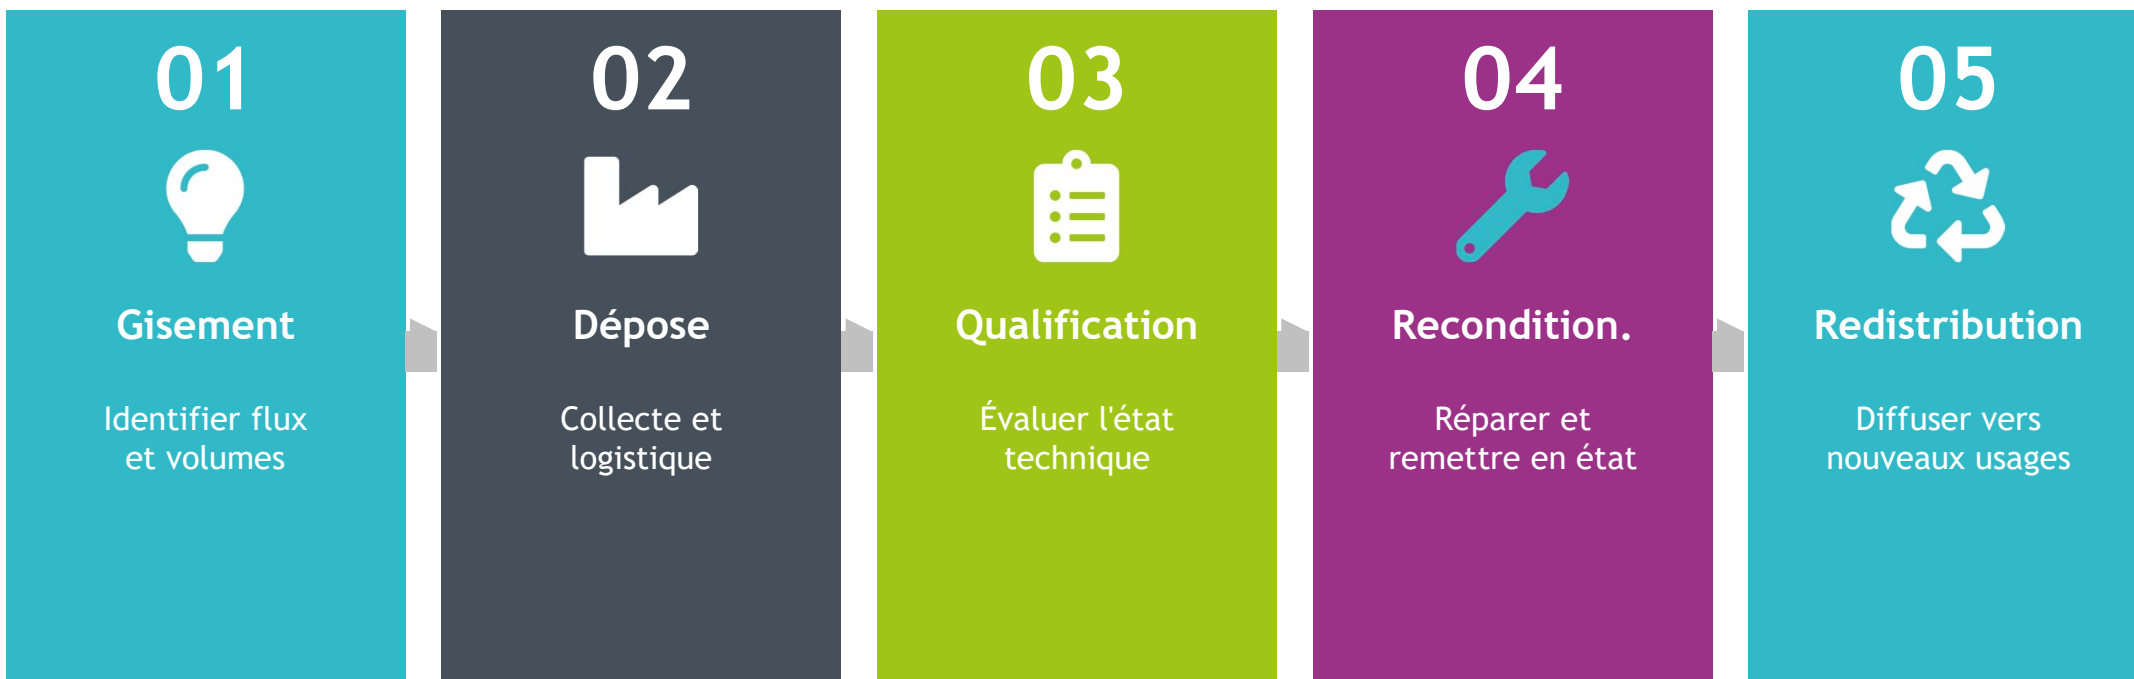 01
Gisement
Identifier flux
et volumes
02
Dépose
Collecte et
logistique
03
Qualification
Évaluer l'état
technique
04
Recondition.
Réparer et
remettre en état
05
Redistribution
Diffuser vers
nouveaux usages